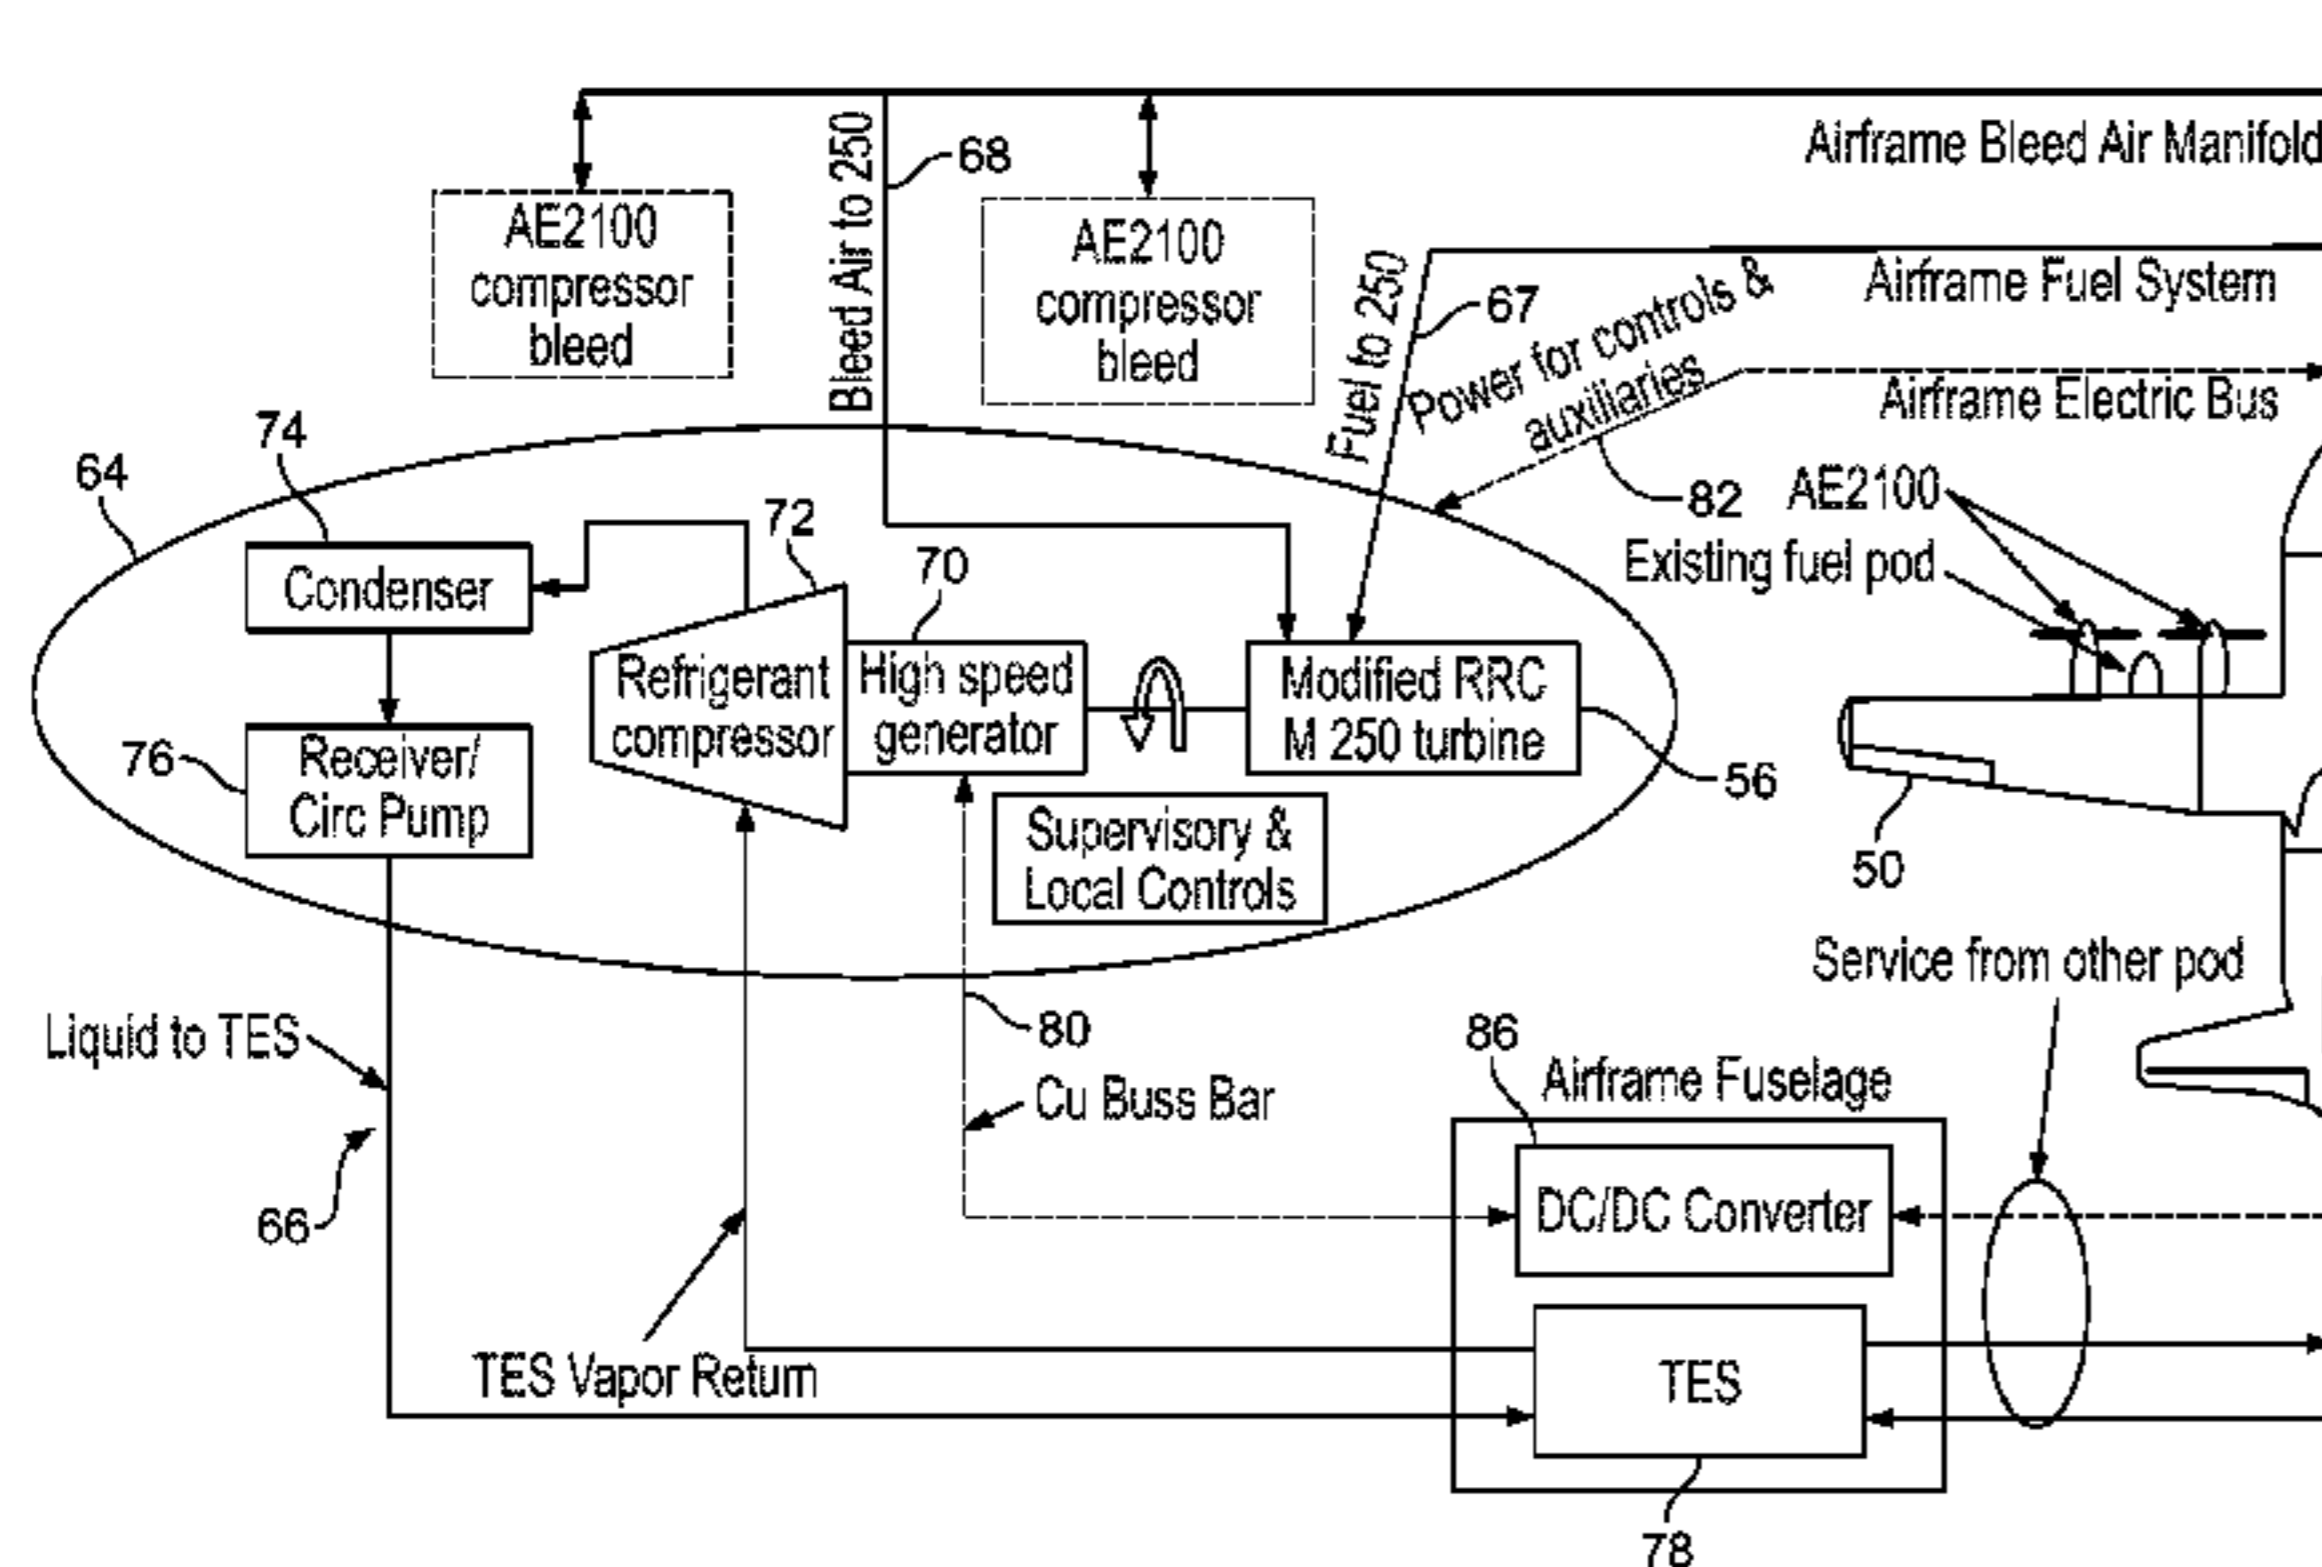 Airframe Bleed Air Manifold
Bleed Air to 250
68
AE2100
compressor
bleed
AE2100
compressor
bleed
Airframe Fuel System
Fuel to 250
67
Power for controls &
auxiliaries
Airframe Electric Bus
82
AE2100
Existing fuel pod
74
64
72
70
Condenser
Refrigerant
compressor
High speed
generator
Modified RRC
M 250 turbine
76
Receiver/
Circ Pump
56
Supervisory &
Local Controls
50
Service from other pod
Liquid to TES
80
86
Airframe Fuselage
Cu Buss Bar
66
DC/DC Converter
TES Vapor Return
TES
78